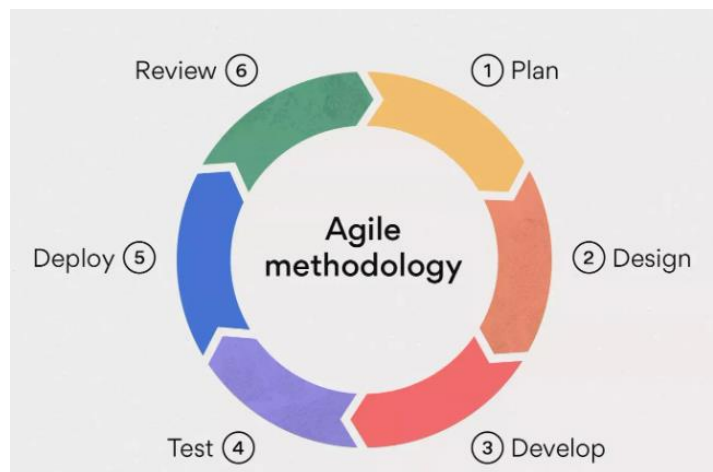 Review 6
1 Plan
Agile
methodology
Deploy 5
2 Design
Test 4
3 Develop